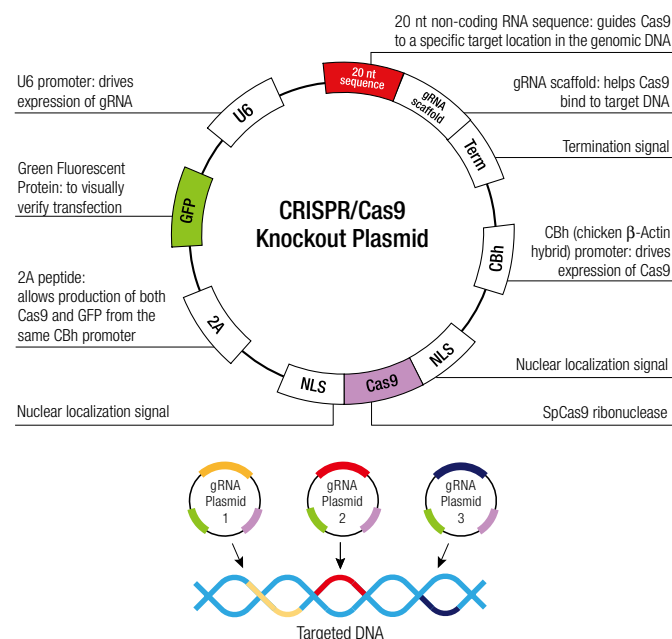 20 nt non-coding RNA sequence: guides Cas9
to a specific target location in the genomic DNA
U6 promoter: drives
expression of gRNA
20 nt
sequence
gRNA
scaffold
gRNA scaffold: helps Cas9
bind to target DNA
U6
Term
Termination signal
Green Fluorescent
Protein: to visually
verify transfection
GFP
CRISPR/Cas9
Knockout Plasmid
CBh
CBh (chicken β-Actin
hybrid) promoter: drives
expression of Cas9
2A peptide:
allows production of both
Cas9 and GFP from the
same CBh promoter
2A
NLS
Cas9
NLS
Nuclear localization signal
Nuclear localization signal
SpCas9 ribonuclease
gRNA
Plasmid
1
gRNA
Plasmid
2
gRNA
Plasmid
3
Targeted DNA